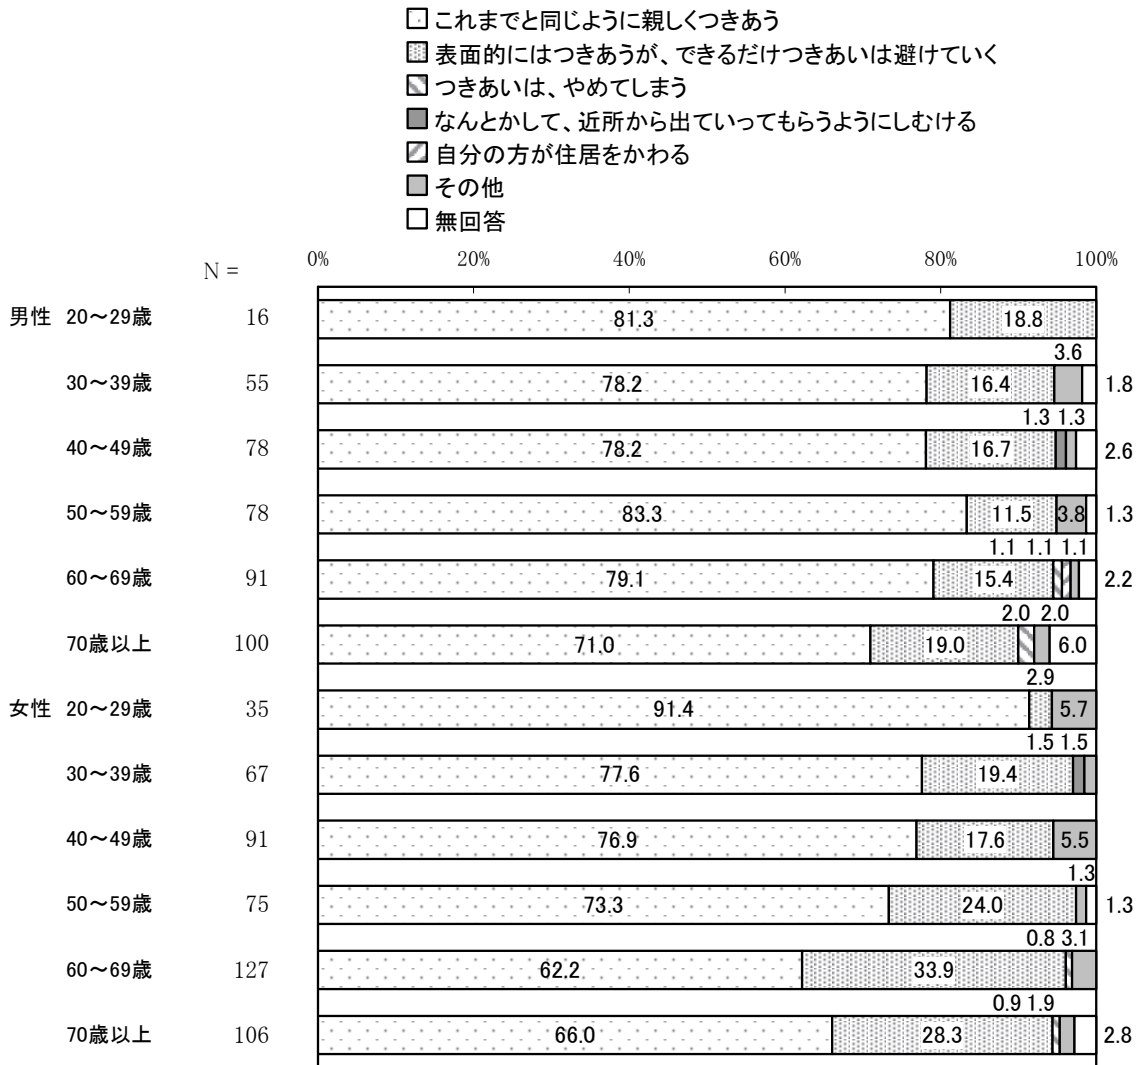 これまでと同じように親しくつきあう
表面的にはつきあうが、できるだけつきあいは避けていく
つきあいは、やめてしまう
なんとかして、近所から出ていってもらうようにしむける
自分の方が住居をかわる
その他
無回答
N = 0% 20% 40% 60% 80% 100%
男性 20～29歳 16 81.3 18.8
3.6
30～39歳 55 78.2 16.4 1.8
1.3 1.3
40～49歳 78 78.2 16.7 2.6
50～59歳 78 83.3 11.5 3.8 1.3
1.1 1.1 1.1
60～69歳 91 79.1 15.4 2.2
2.0 2.0
70歳以上 100 71.0 19.0 6.0
2.9
女性 20～29歳 35 91.4 5.7
1.5 1.5
30～39歳 67 77.6 19.4
40～49歳 91 76.9 17.6 5.5
1.3
50～59歳 75 73.3 24.0 1.3
0.8 3.1
60～69歳 127 62.2 33.9
0.9 1.9
70歳以上 106 66.0 28.3 2.8